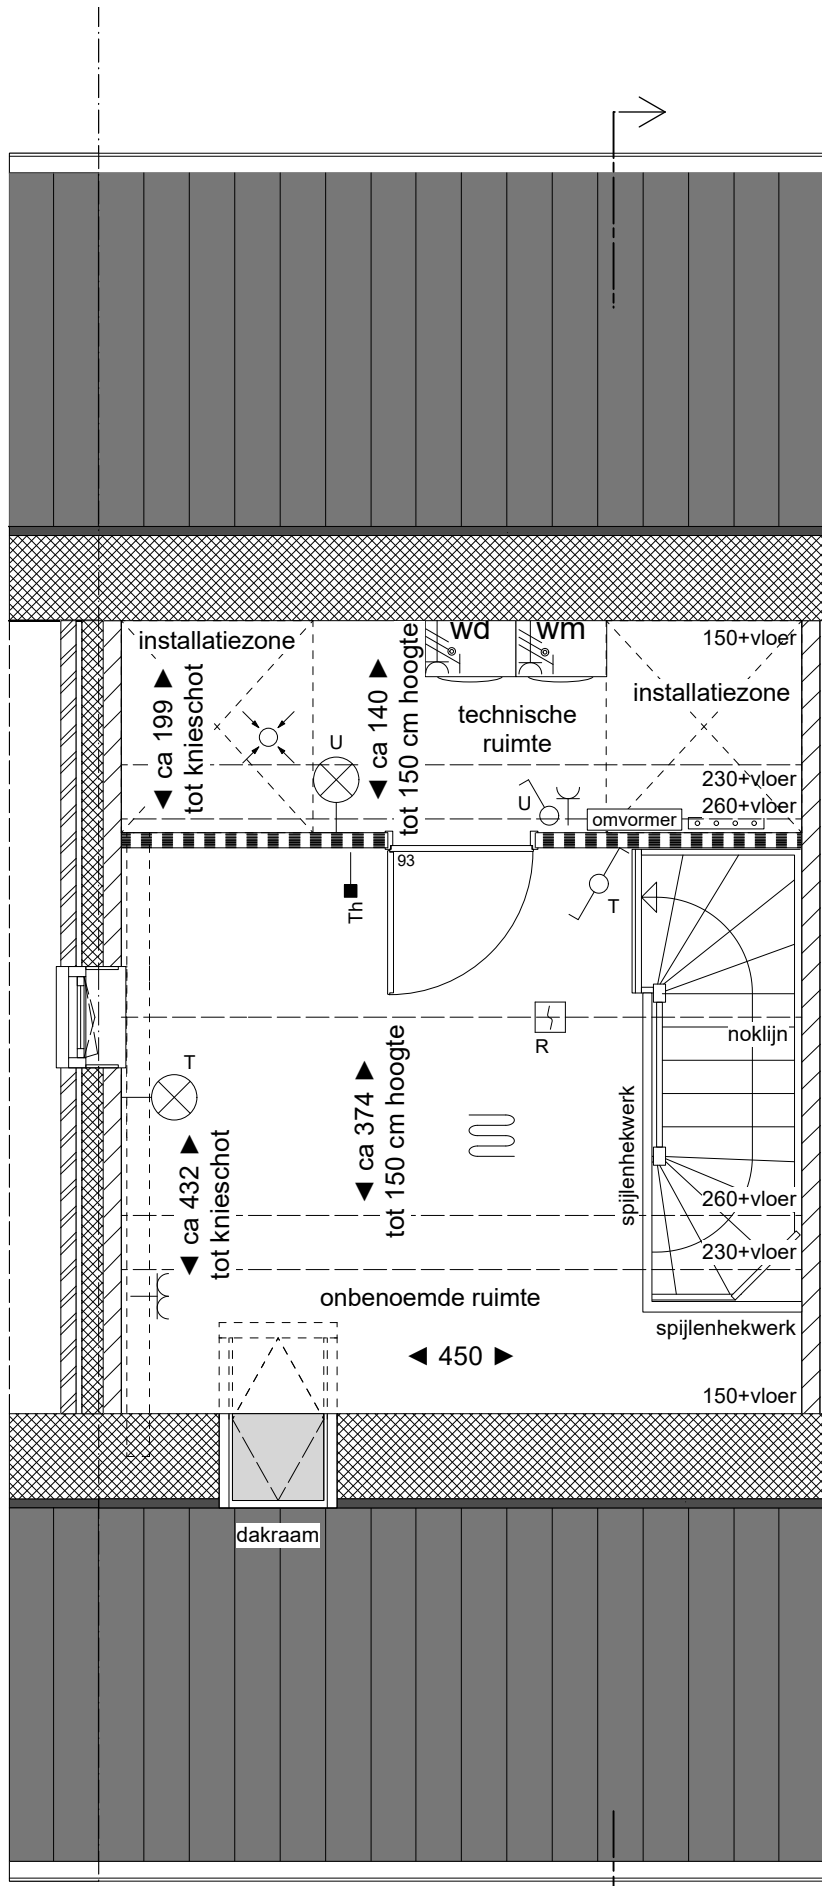 wd
wm
installatiezone
150+vloer
◄ ca 199 ►
tot knieschot
◄ ca 140 ►
tot 150 cm hoogte
technische
ruimte
installatiezone
U
230+vloer
U
260+vloer
omvormer
93
Th
T
R
noklijn
T
◄ ca 374 ►
tot 150 cm hoogte
spijlenhekwerk
◄ ca 432 ►
tot knieschot
260+vloer
230+vloer
onbenoemde ruimte
spijlenhekwerk
◄ 450 ►
150+vloer
dakraam